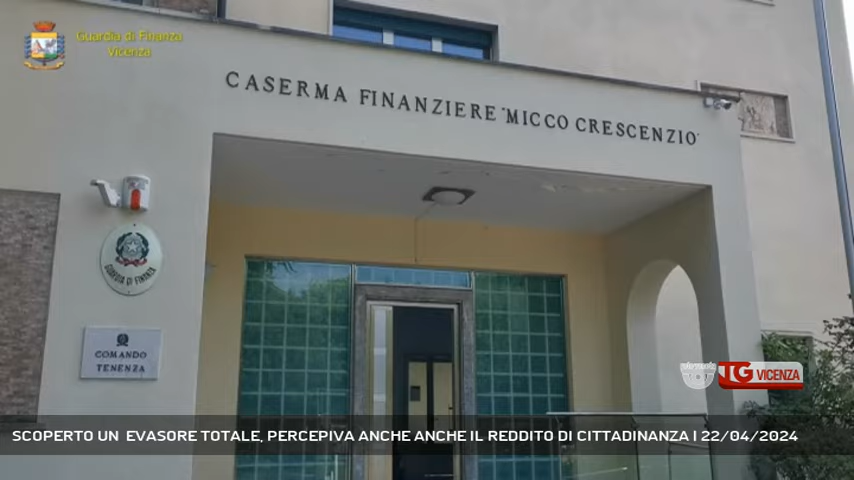 Guardia di Finanza
Vicenza
CASERMA FINANZIERE "MICCO CRESCENZIO"
GUARDIA DI FINANZA
COMANDO
TENENZA
TG VICENZA
SCOPERTO UN EVASORE TOTALE, PERCEPIVA ANCHE ANCHE IL REDDITO DI CITTADINANZA | 22/04/2024